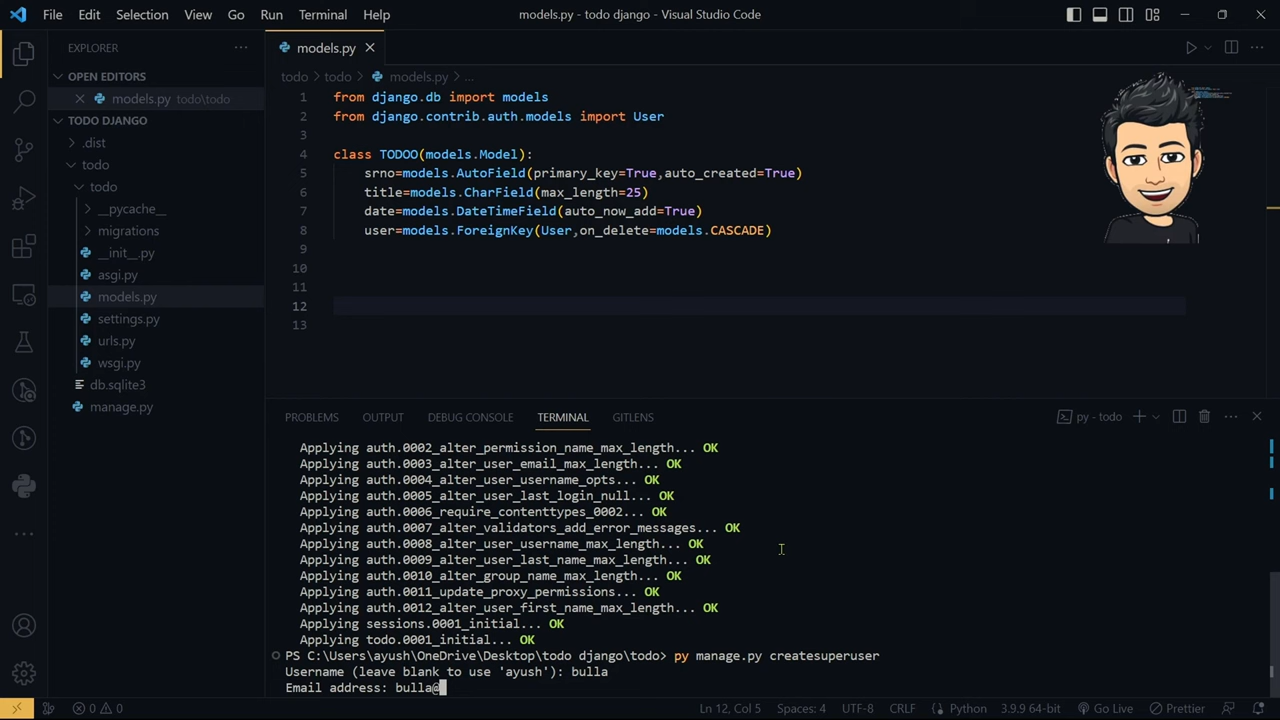 File Edit Selection View Go Run Terminal Help models.py - todo django - Visual Studio Code
EXPLORER
models.py
OPEN EDITORS
models.py todo\todo
TODO DJANGO
.dist
todo
todo
__pycache__
migrations
__init__.py
asgi.py
models.py
settings.py
urls.py
wsgi.py
db.sqlite3
manage.py
todo > todo > models.py > ...
1 from django.db import models
2 from django.contrib.auth.models import User
3
4 class TODOO(models.Model):
5 srno=models.AutoField(primary_key=True,auto_created=True)
6 title=models.CharField(max_length=25)
7 date=models.DateTimeField(auto_now_add=True)
8 user=models.ForeignKey(User,on_delete=models.CASCADE)
9
10
11
12
13
PROBLEMS OUTPUT DEBUG CONSOLE TERMINAL GITLENS py - todo
Applying auth.0002_alter_permission_name_max_length... OK
Applying auth.0003_alter_user_email_max_length... OK
Applying auth.0004_alter_user_username_opts... OK
Applying auth.0005_alter_user_last_login_null... OK
Applying auth.0006_require_contenttypes_0002... OK
Applying auth.0007_alter_validators_add_error_messages... OK
Applying auth.0008_alter_user_username_max_length... OK
Applying auth.0009_alter_user_last_name_max_length... OK
Applying auth.0010_alter_group_name_max_length... OK
Applying auth.0011_update_proxy_permissions... OK
Applying auth.0012_alter_user_first_name_max_length... OK
Applying sessions.0001_initial... OK
Applying todo.0001_initial... OK
PS C:\Users\ayush\OneDrive\Desktop\todo django\todo> py manage.py createsuperuser
Username (leave blank to use 'ayush'): bulla
Email address: bulla@
0 0 Ln 12, Col 5 Spaces: 4 UTF-8 CRLF Python 3.9.9 64-bit Go Live Prettier